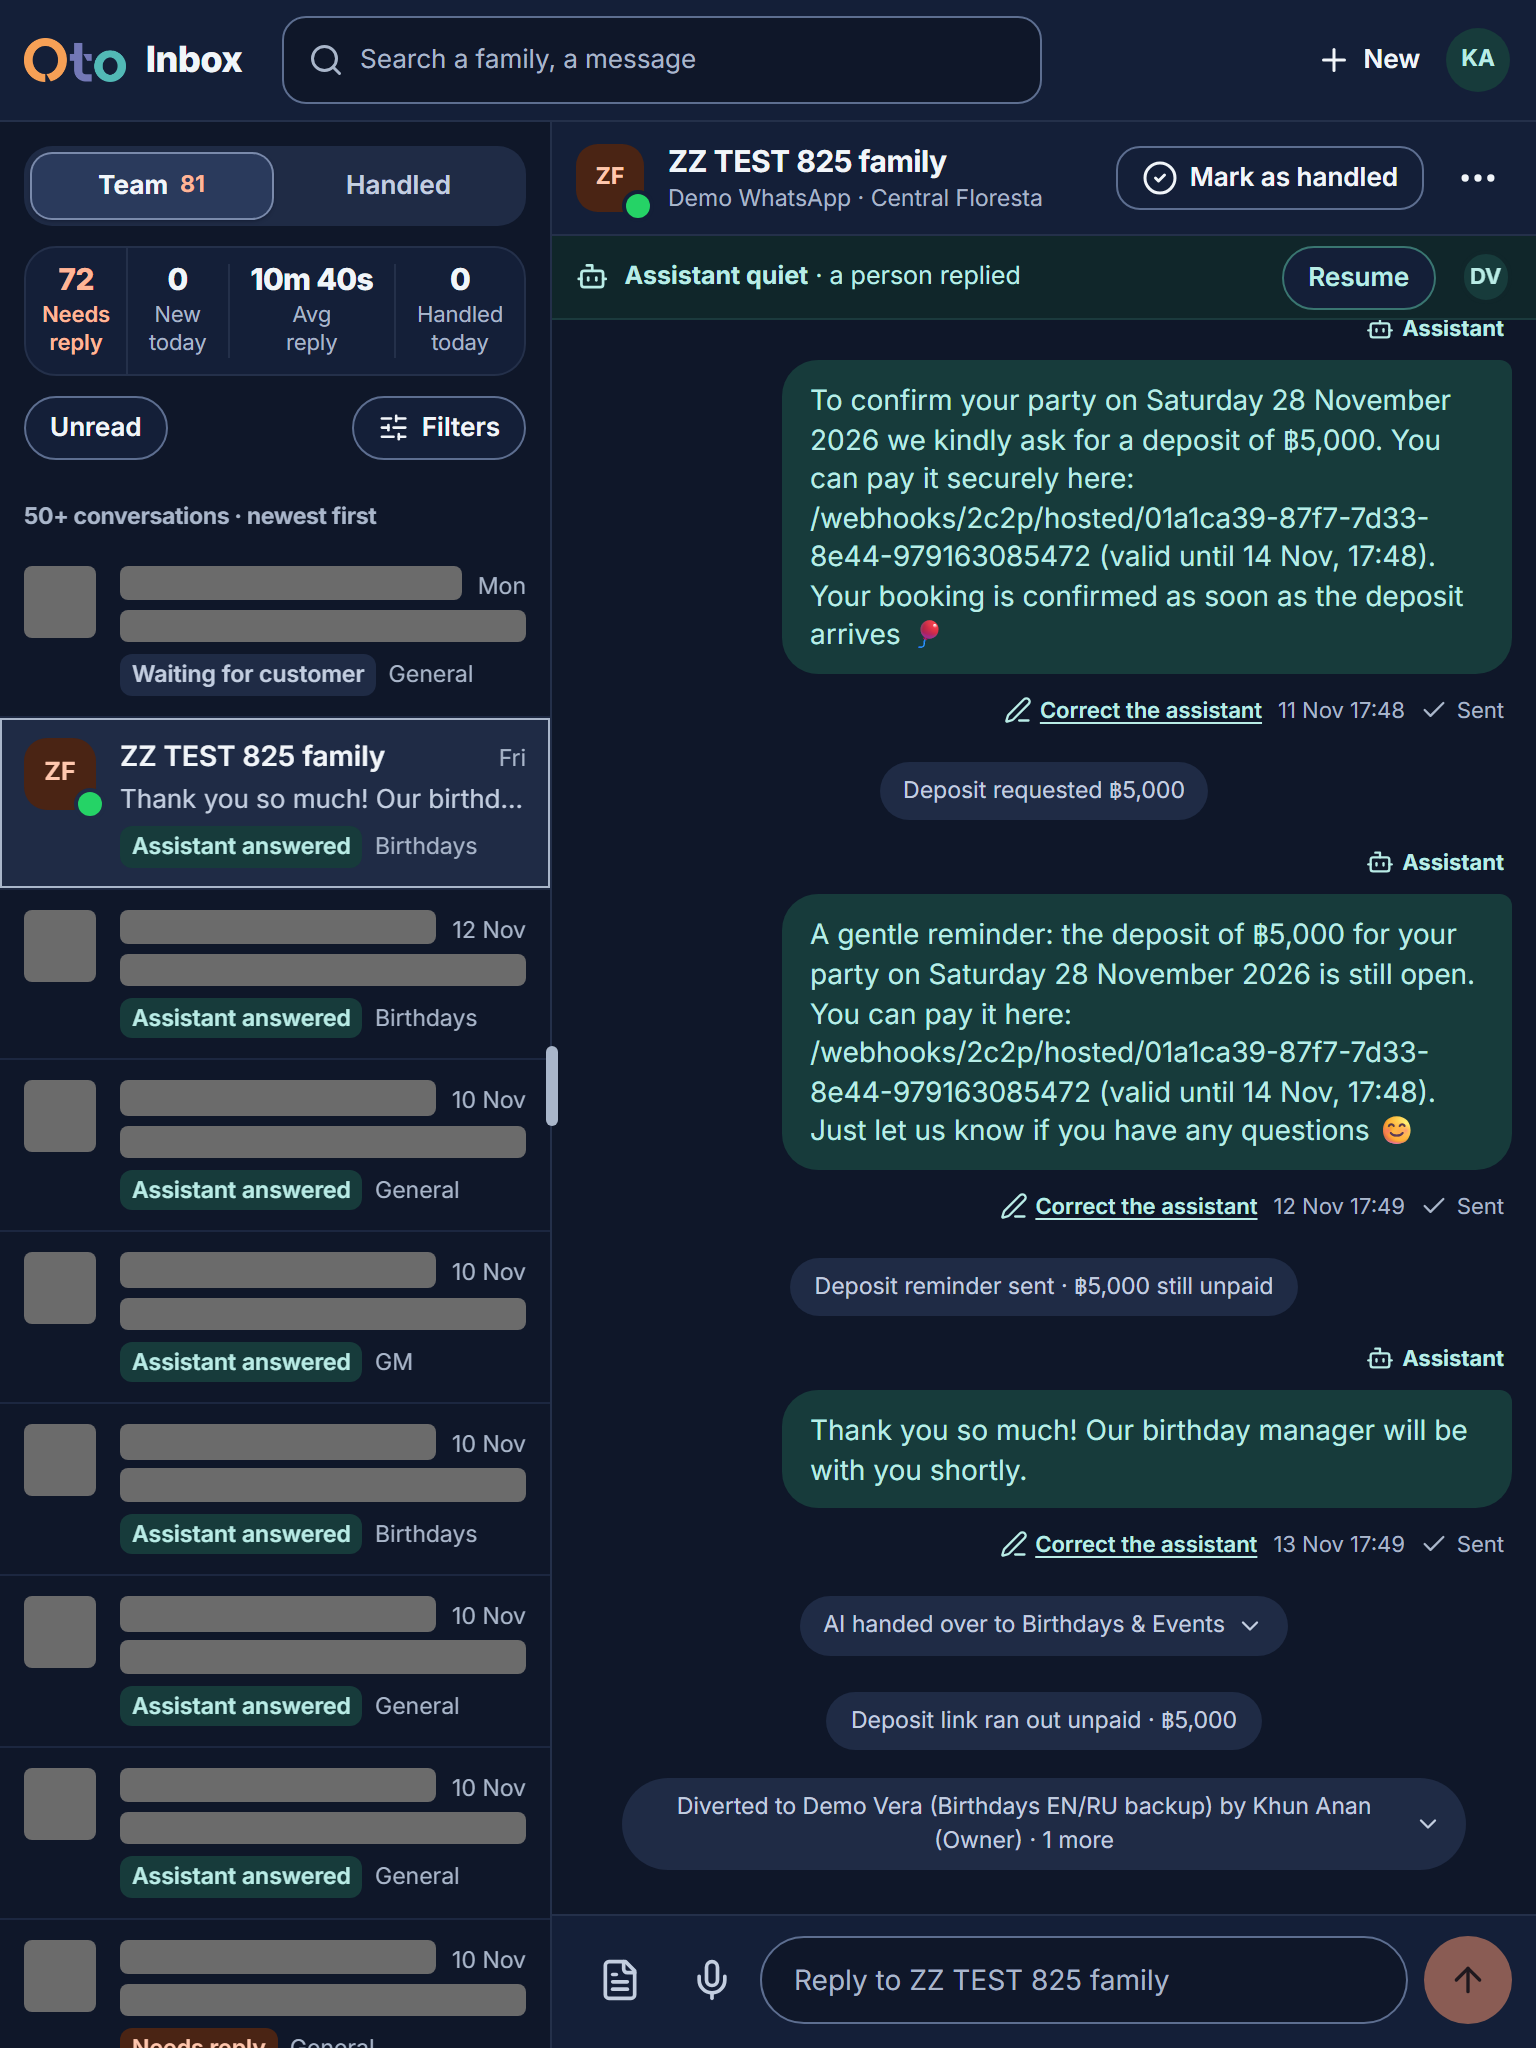 Oto Inbox
Search a family, a message
New
KA
Team 81
Handled
72
Needs
reply
0
New
today
10m 40s
Avg
reply
0
Handled
today
Unread
Filters
50+ conversations · newest first
Mon
Waiting for customer General
ZF
ZZ TEST 825 family
Fri
Thank you so much! Our birthd...
Assistant answered Birthdays
12 Nov
Assistant answered Birthdays
10 Nov
Assistant answered General
10 Nov
Assistant answered GM
10 Nov
Assistant answered Birthdays
10 Nov
Assistant answered General
10 Nov
Assistant answered General
10 Nov
Needs reply General
ZF
ZZ TEST 825 family
Demo WhatsApp · Central Floresta
Mark as handled
Assistant quiet · a person replied
Resume
DV
Assistant
To confirm your party on Saturday 28 November
2026 we kindly ask for a deposit of ฿5,000. You
can pay it securely here:
/webhooks/2c2p/hosted/01a1ca39-87f7-7d33-
8e44-979163085472 (valid until 14 Nov, 17:48).
Your booking is confirmed as soon as the deposit
arrives 🎈
Correct the assistant 11 Nov 17:48 Sent
Deposit requested ฿5,000
Assistant
A gentle reminder: the deposit of ฿5,000 for your
party on Saturday 28 November 2026 is still open.
You can pay it here:
/webhooks/2c2p/hosted/01a1ca39-87f7-7d33-
8e44-979163085472 (valid until 14 Nov, 17:48).
Just let us know if you have any questions 😊
Correct the assistant 12 Nov 17:49 Sent
Deposit reminder sent · ฿5,000 still unpaid
Assistant
Thank you so much! Our birthday manager will be
with you shortly.
Correct the assistant 13 Nov 17:49 Sent
AI handed over to Birthdays & Events
Deposit link ran out unpaid · ฿5,000
Diverted to Demo Vera (Birthdays EN/RU backup) by Khun Anan
(Owner) · 1 more
Reply to ZZ TEST 825 family